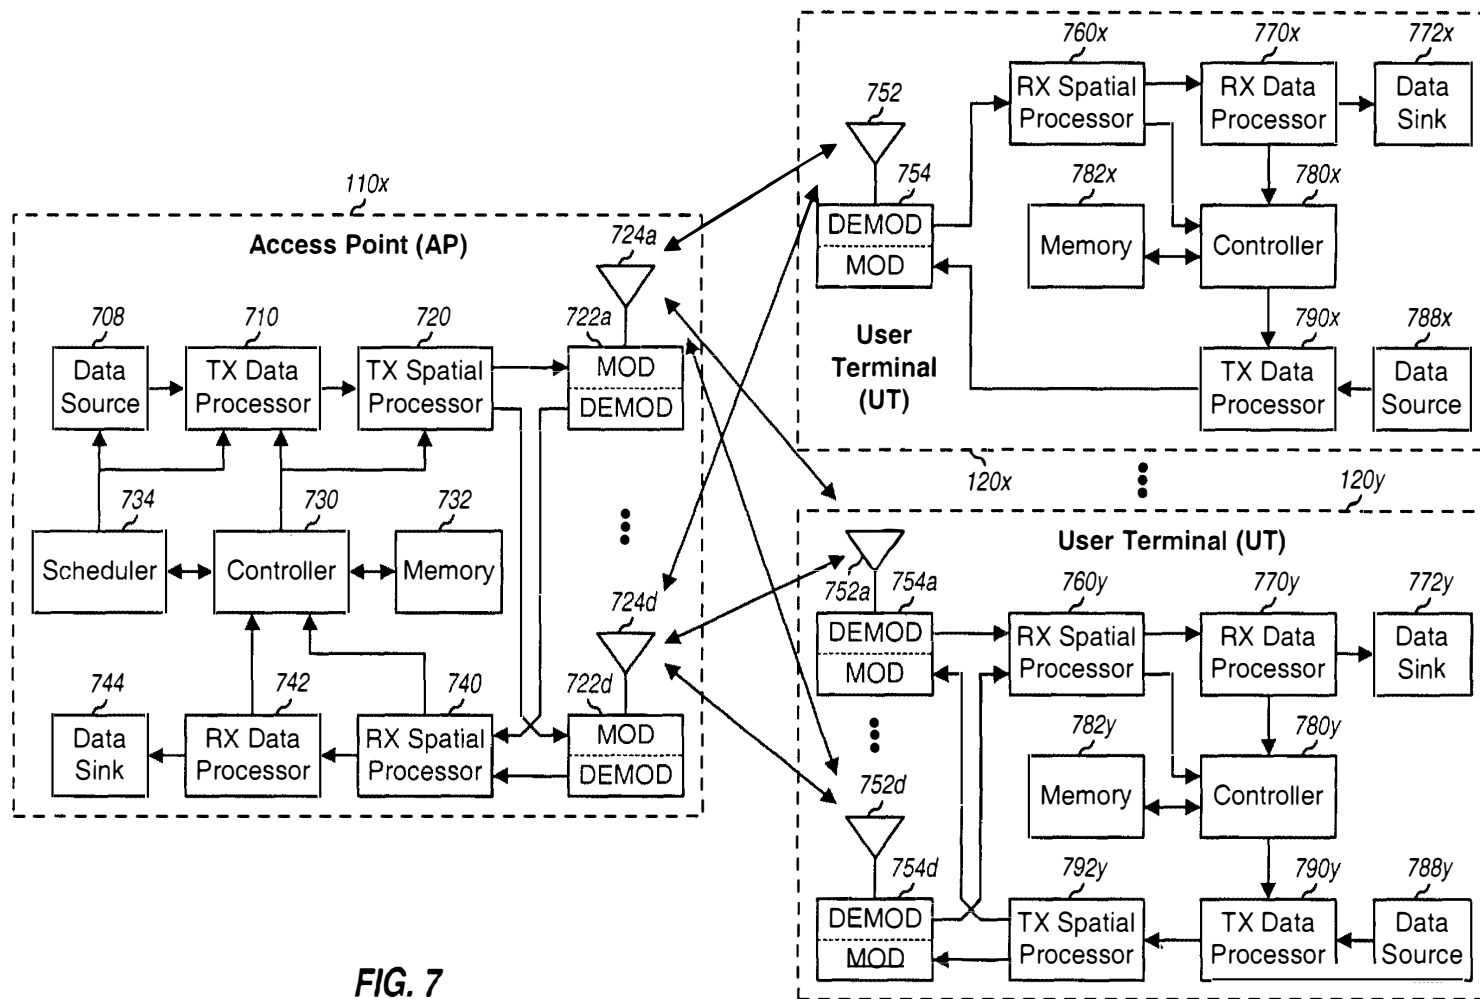 110x
Access Point (AP)
724a
708
710
720
722a
Data
Source
TX Data
Processor
TX Spatial
Processor
MOD
DEMOD
734
730
732
Scheduler
Controller
Memory
724d
744
742
740
722d
Data
Sink
RX Data
Processor
RX Spatial
Processor
MOD
DEMOD
FIG. 7
760x
770x
772x
752
RX Spatial
Processor
RX Data
Processor
Data
Sink
754
782x
780x
DEMOD
MOD
Memory
Controller
790x
788x
User
Terminal
(UT)
TX Data
Processor
Data
Source
120x
120y
User Terminal (UT)
752a
754a
760y
770y
772y
DEMOD
MOD
RX Spatial
Processor
RX Data
Processor
Data
Sink
782y
780y
752d
Memory
Controller
754d
792y
790y
788y
DEMOD
MOD
TX Spatial
Processor
TX Data
Processor
Data
Source